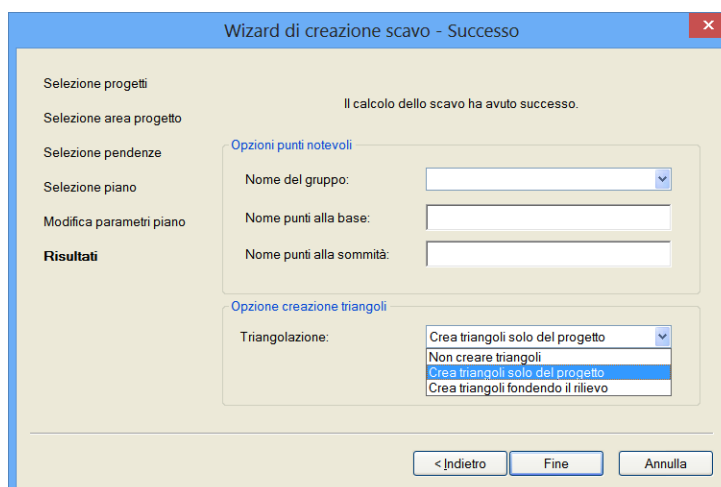 Wizard di creazione scavo - Successo
Selezione progetti
Selezione area progetto
Selezione pendenze
Selezione piano
Modifica parametri piano
Risultati
Il calcolo dello scavo ha avuto successo.
Opzioni punti notevoli
Nome del gruppo:
Nome punti alla base:
Nome punti alla sommità:
Opzione creazione triangoli
Triangolazione: Crea triangoli solo del progetto
Non creare triangoli
Crea triangoli solo del progetto
Crea triangoli fondendo il rilievo
< Indietro Fine Annulla